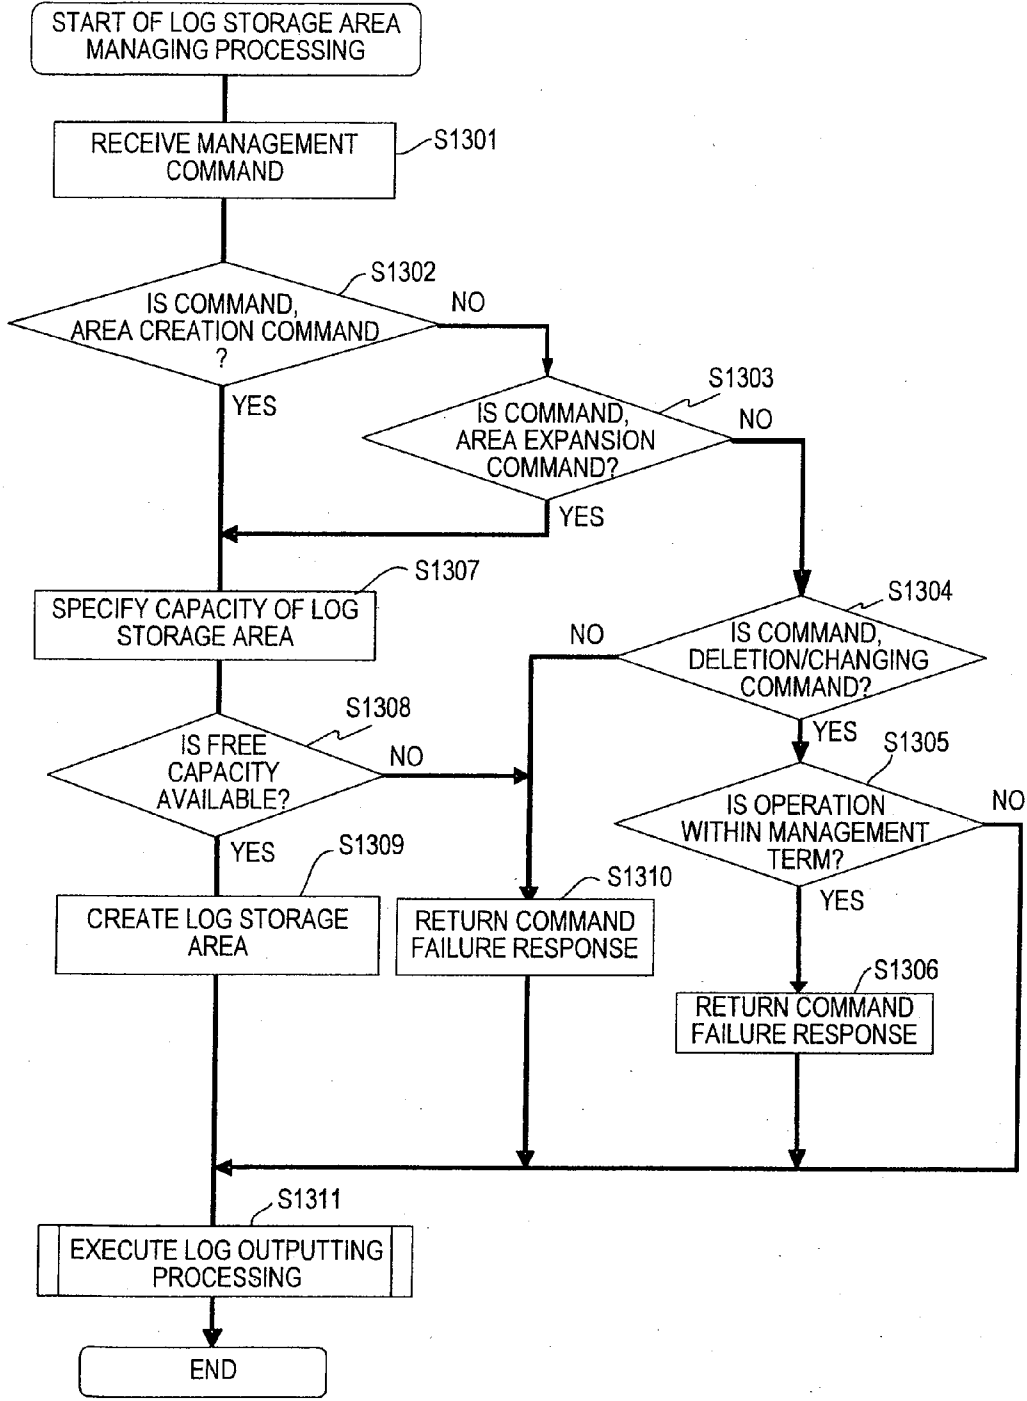 START OF LOG STORAGE AREA
MANAGING PROCESSING
RECEIVE MANAGEMENT
COMMAND
S1301
S1302
IS COMMAND,
AREA CREATION COMMAND
?
NO
YES
S1303
IS COMMAND,
AREA EXPANSION
COMMAND?
NO
YES
S1307
SPECIFY CAPACITY OF LOG
STORAGE AREA
S1304
IS COMMAND,
DELETION/CHANGING
COMMAND?
NO
YES
S1308
IS FREE
CAPACITY
AVAILABLE?
NO
YES
S1305
IS OPERATION
WITHIN MANAGEMENT
TERM?
NO
YES
S1309
CREATE LOG STORAGE
AREA
S1310
RETURN COMMAND
FAILURE RESPONSE
S1306
RETURN COMMAND
FAILURE RESPONSE
S1311
EXECUTE LOG OUTPUTTING
PROCESSING
END